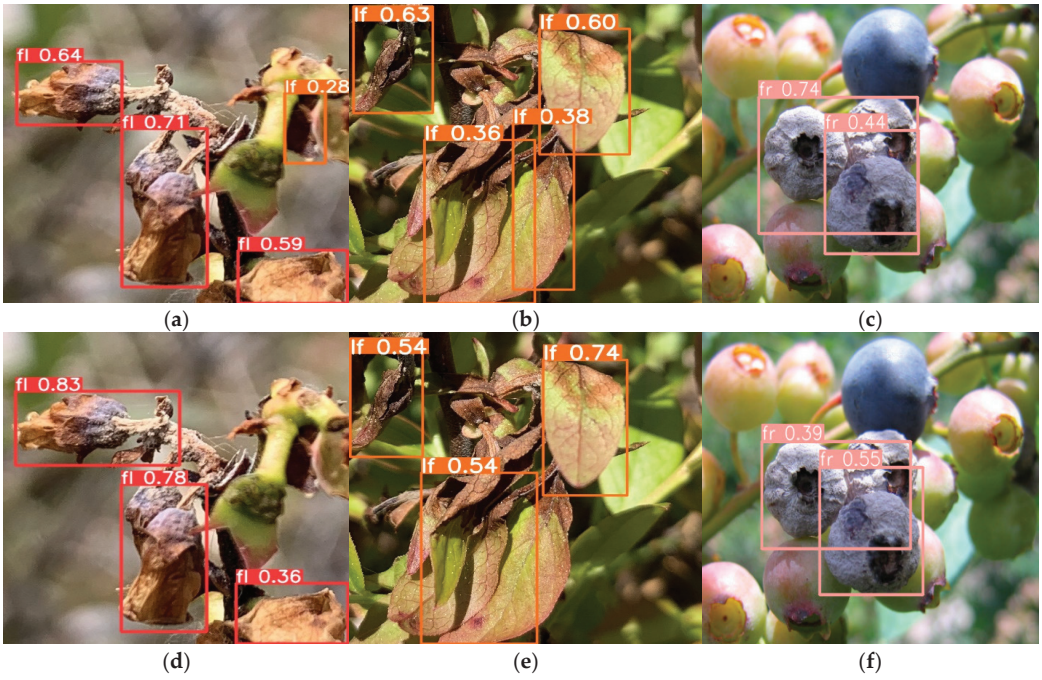 fl 0.64
fl 0.71
lf 0.28
fl 0.59
lf 0.63
lf 0.60
lf 0.36
lf 0.38
fr 0.74
fr 0.44
(a)
(b)
(c)
fl 0.83
fl 0.78
fl 0.36
lf 0.54
lf 0.74
lf 0.54
fr 0.39
fr 0.55
(d)
(e)
(f)